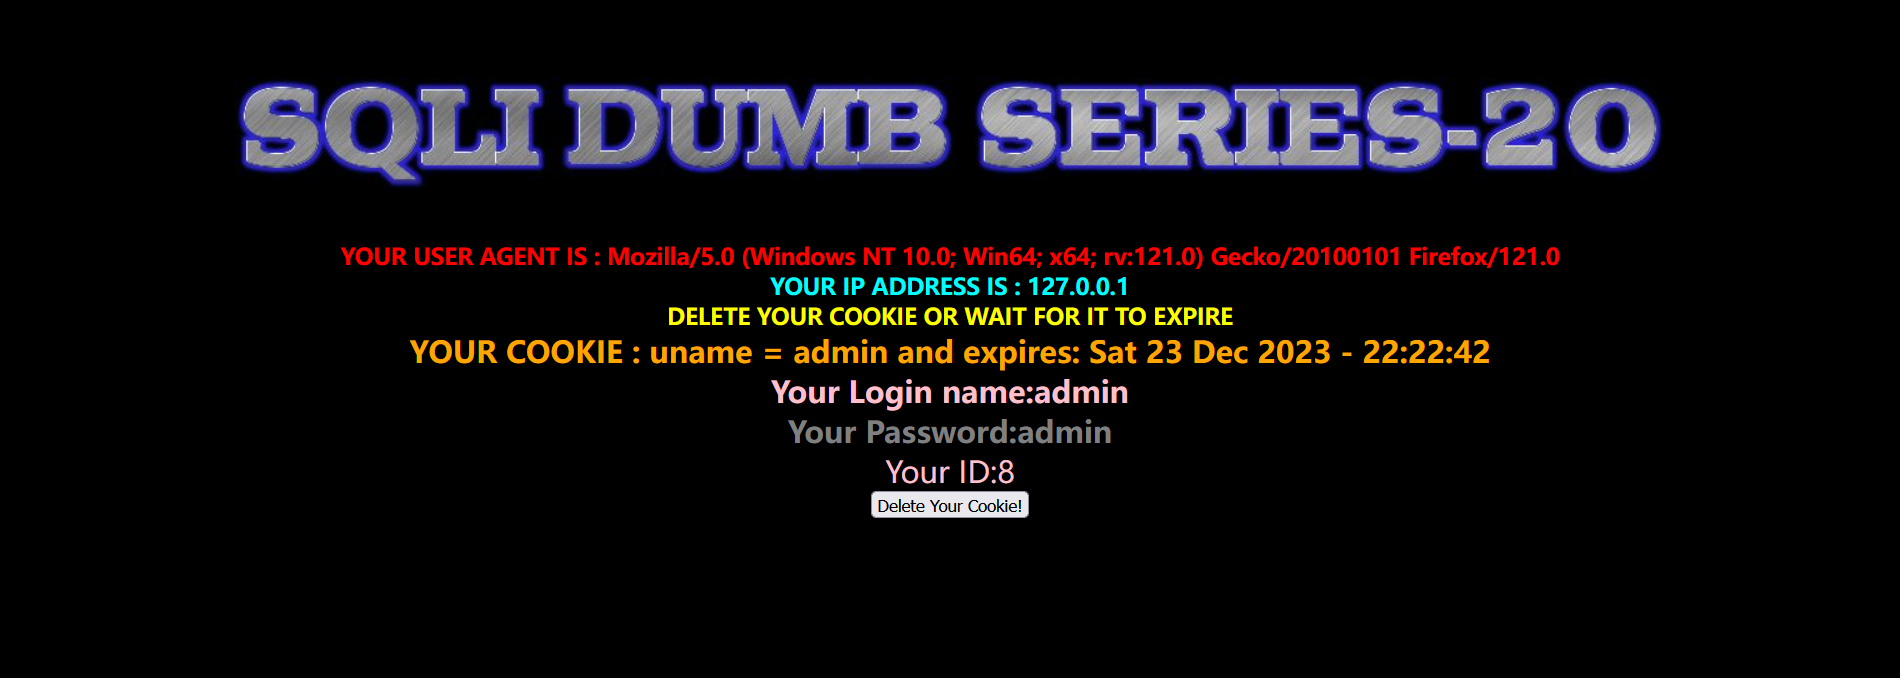 SQLI DUMB SERIES-20
YOUR USER AGENT IS : Mozilla/5.0 (Windows NT 10.0; Win64; x64; rv:121.0) Gecko/20100101 Firefox/121.0
YOUR IP ADDRESS IS : 127.0.0.1
DELETE YOUR COOKIE OR WAIT FOR IT TO EXPIRE
YOUR COOKIE : uname = admin and expires: Sat 23 Dec 2023 - 22:22:42
Your Login name:admin
Your Password:admin
Your ID:8
Delete Your Cookie!